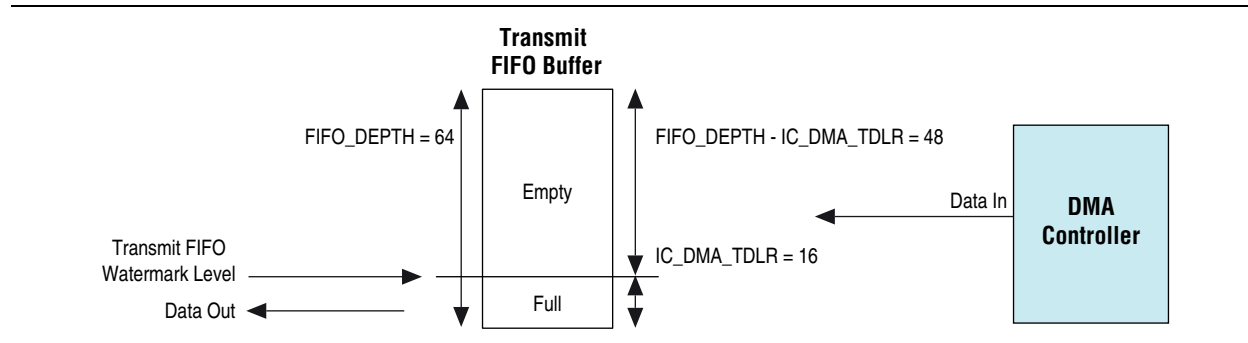 Transmit
FIFO Buffer
FIFO_DEPTH = 64
FIFO_DEPTH - IC_DMA_TDLR = 48
Empty
Data In
DMA
Controller
Transmit FIFO
Watermark Level
IC_DMA_TDLR = 16
Data Out
Full